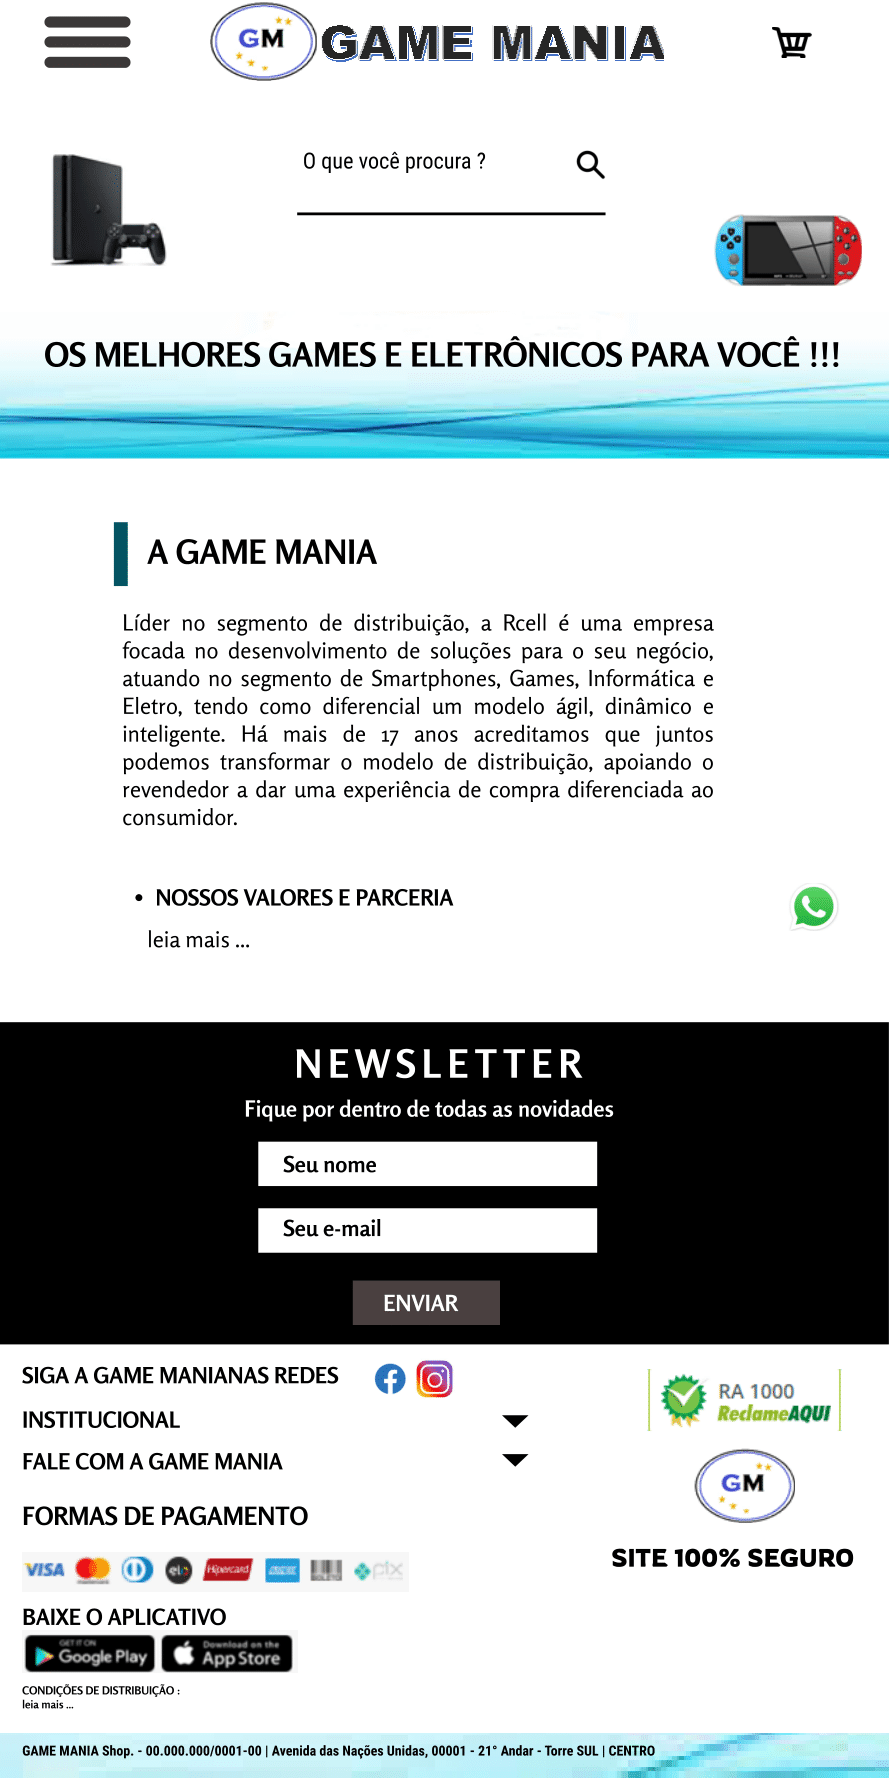 GM GAME MANIA
O que você procura ?
OS MELHORES GAMES E ELETRÔNICOS PARA VOCÊ !!!
A GAME MANIA
Líder no segmento de distribuição, a Rcell é uma empresa
focada no desenvolvimento de soluções para o seu negócio,
atuando no segmento de Smartphones, Games, Informática e
Eletro, tendo como diferencial um modelo ágil, dinâmico e
inteligente. Há mais de 17 anos acreditamos que juntos
podemos transformar o modelo de distribuição, apoiando o
revendedor a dar uma experiência de compra diferenciada ao
consumidor.
• NOSSOS VALORES E PARCERIA
leia mais ...
NEWSLETTER
Fique por dentro de todas as novidades
Seu nome
Seu e-mail
ENVIAR
SIGA A GAME MANIANAS REDES
INSTITUCIONAL
FALE COM A GAME MANIA
RA 1000
ReclameAQUI
GM
SITE 100% SEGURO
FORMAS DE PAGAMENTO
VISA mastercard elo Hipercard pix
BAIXE O APLICATIVO
GET IT ON
Google Play
Download on the
App Store
CONDIÇÕES DE DISTRIBUIÇÃO :
leia mais ...
GAME MANIA Shop. - 00.000.000/0001-00 | Avenida das Nações Unidas, 00001 - 21° Andar - Torre SUL | CENTRO